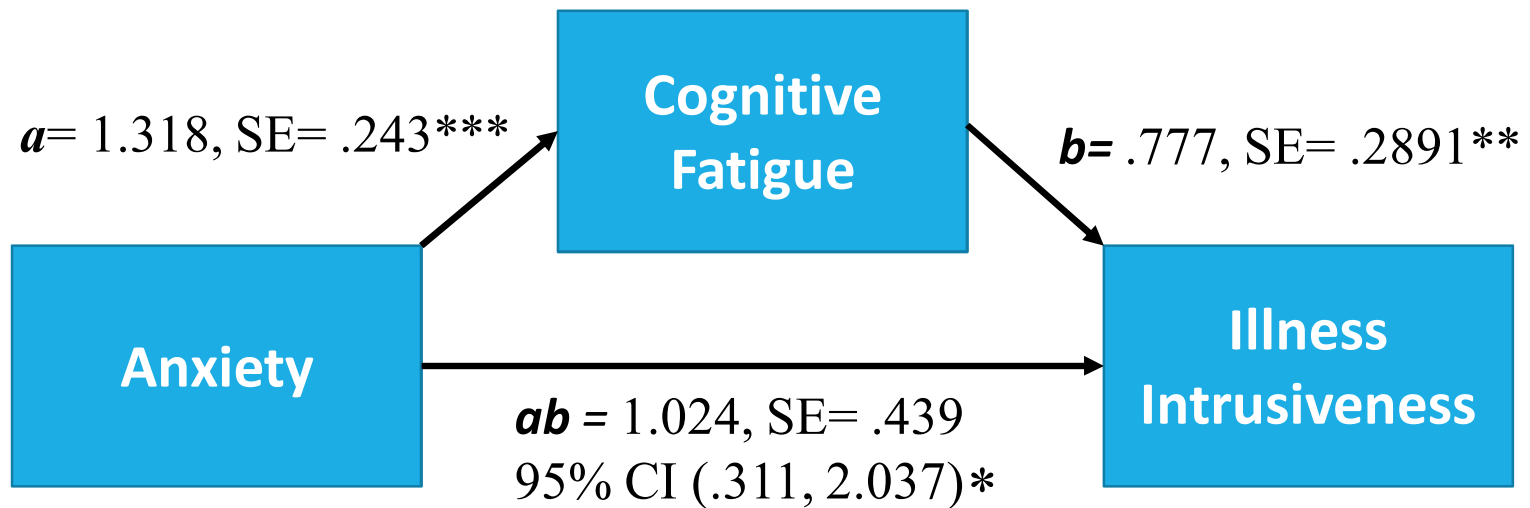 Cognitive
Fatigue
a= 1.318, SE= .243***
b= .777, SE= .2891**
Anxiety
Illness
Intrusiveness
ab = 1.024, SE= .439
95% CI (.311, 2.037)*